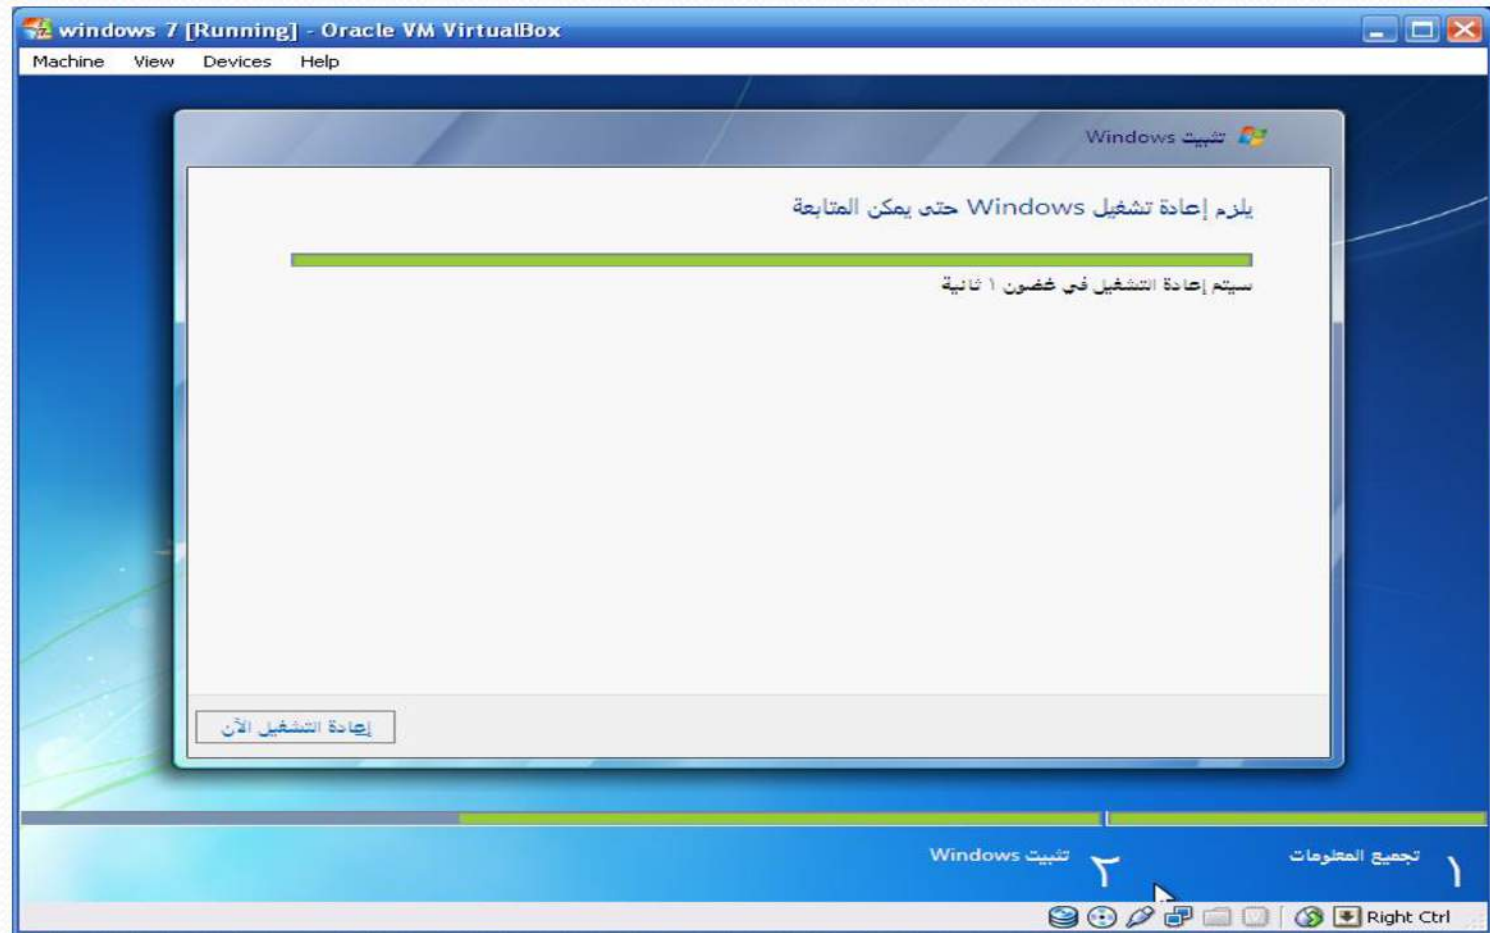 windows 7 [Running] - Oracle VM VirtualBox
Machine View Devices Help
تثبيت Windows
يلزم إعادة تشغيل Windows حتى يمكن المتابعة
سيتم إعادة التشغيل في غضون ١ ثانية
إعادة التشغيل الآن
١ تجميع المعلومات
٢ تثبيت Windows
Right Ctrl